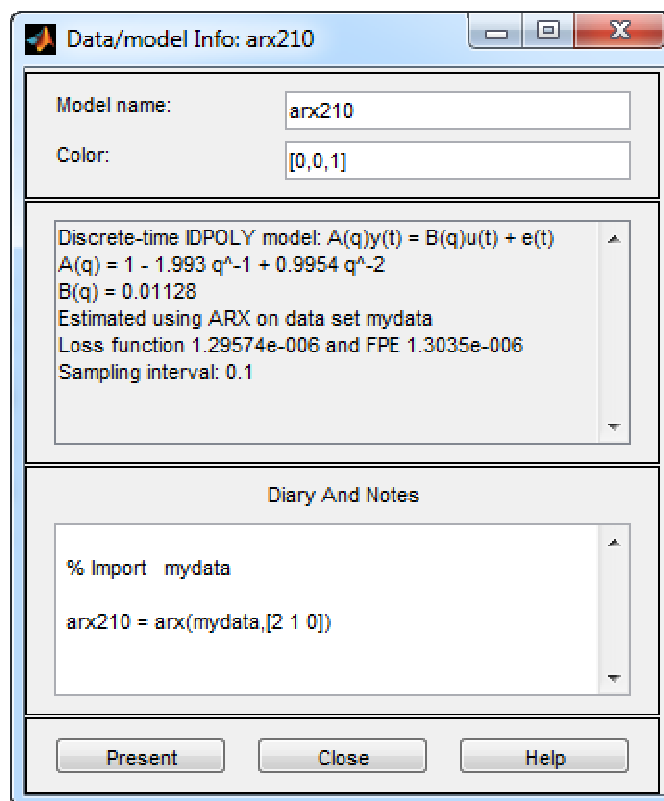 Data/model Info: arx210
Model name:
arx210
Color:
[0,0,1]
Discrete-time IDPOLY model: A(q)y(t) = B(q)u(t) + e(t)
A(q) = 1 - 1.993 q^-1 + 0.9954 q^-2
B(q) = 0.01128
Estimated using ARX on data set mydata
Loss function 1.29574e-006 and FPE 1.3035e-006
Sampling interval: 0.1
Diary And Notes
% Import   mydata
arx210 = arx(mydata,[2 1 0])
Present
Close
Help